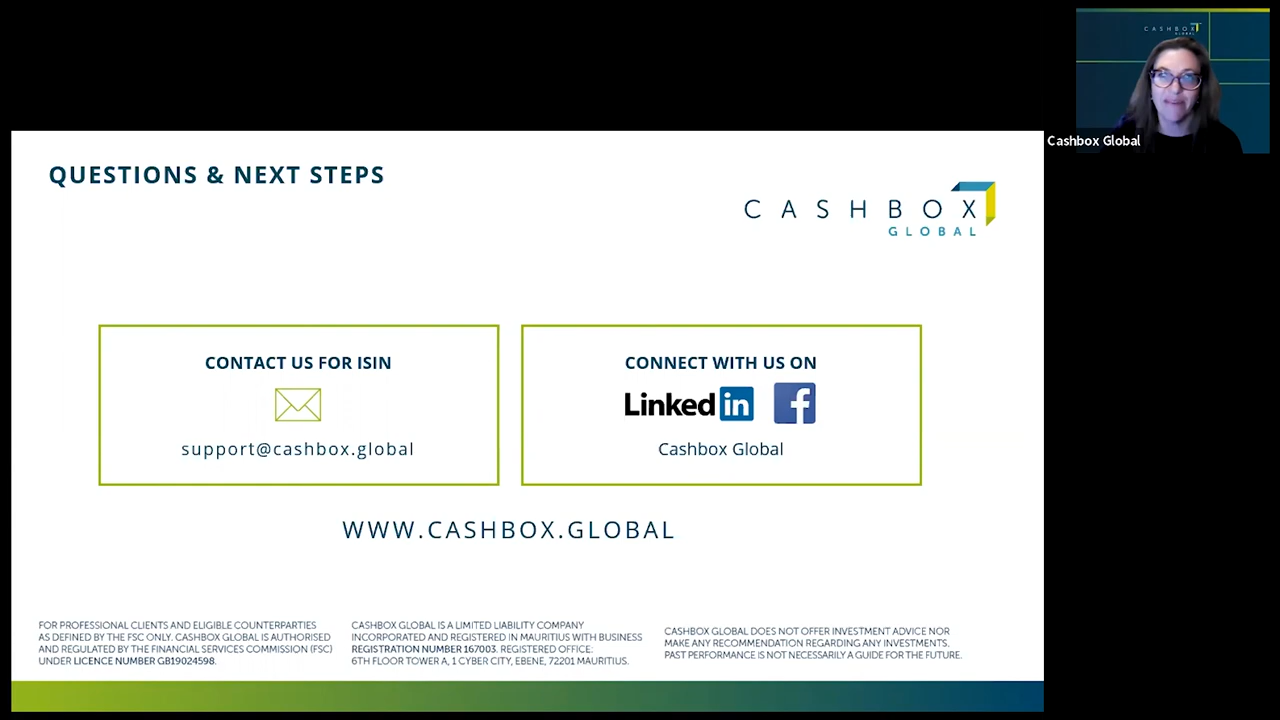 CASHBOX
GLOBAL
Cashbox Global
QUESTIONS & NEXT STEPS
CASHBOX
GLOBAL
CONTACT US FOR ISIN
support@cashbox.global
CONNECT WITH US ON
Linked in f
Cashbox Global
WWW.CASHBOX.GLOBAL
FOR PROFESSIONAL CLIENTS AND ELIGIBLE COUNTERPARTIES
AS DEFINED BY THE FSC ONLY. CASHBOX GLOBAL IS AUTHORISED
AND REGULATED BY THE FINANCIAL SERVICES COMMISSION (FSC)
UNDER LICENCE NUMBER GB19024598.
CASHBOX GLOBAL IS A LIMITED LIABILITY COMPANY
INCORPORATED AND REGISTERED IN MAURITIUS WITH BUSINESS
REGISTRATION NUMBER 167003. REGISTERED OFFICE:
6TH FLOOR TOWER A, 1 CYBER CITY, EBENE, 72201 MAURITIUS.
CASHBOX GLOBAL DOES NOT OFFER INVESTMENT ADVICE NOR
MAKE ANY RECOMMENDATION REGARDING ANY INVESTMENTS.
PAST PERFORMANCE IS NOT NECESSARILY A GUIDE FOR THE FUTURE.